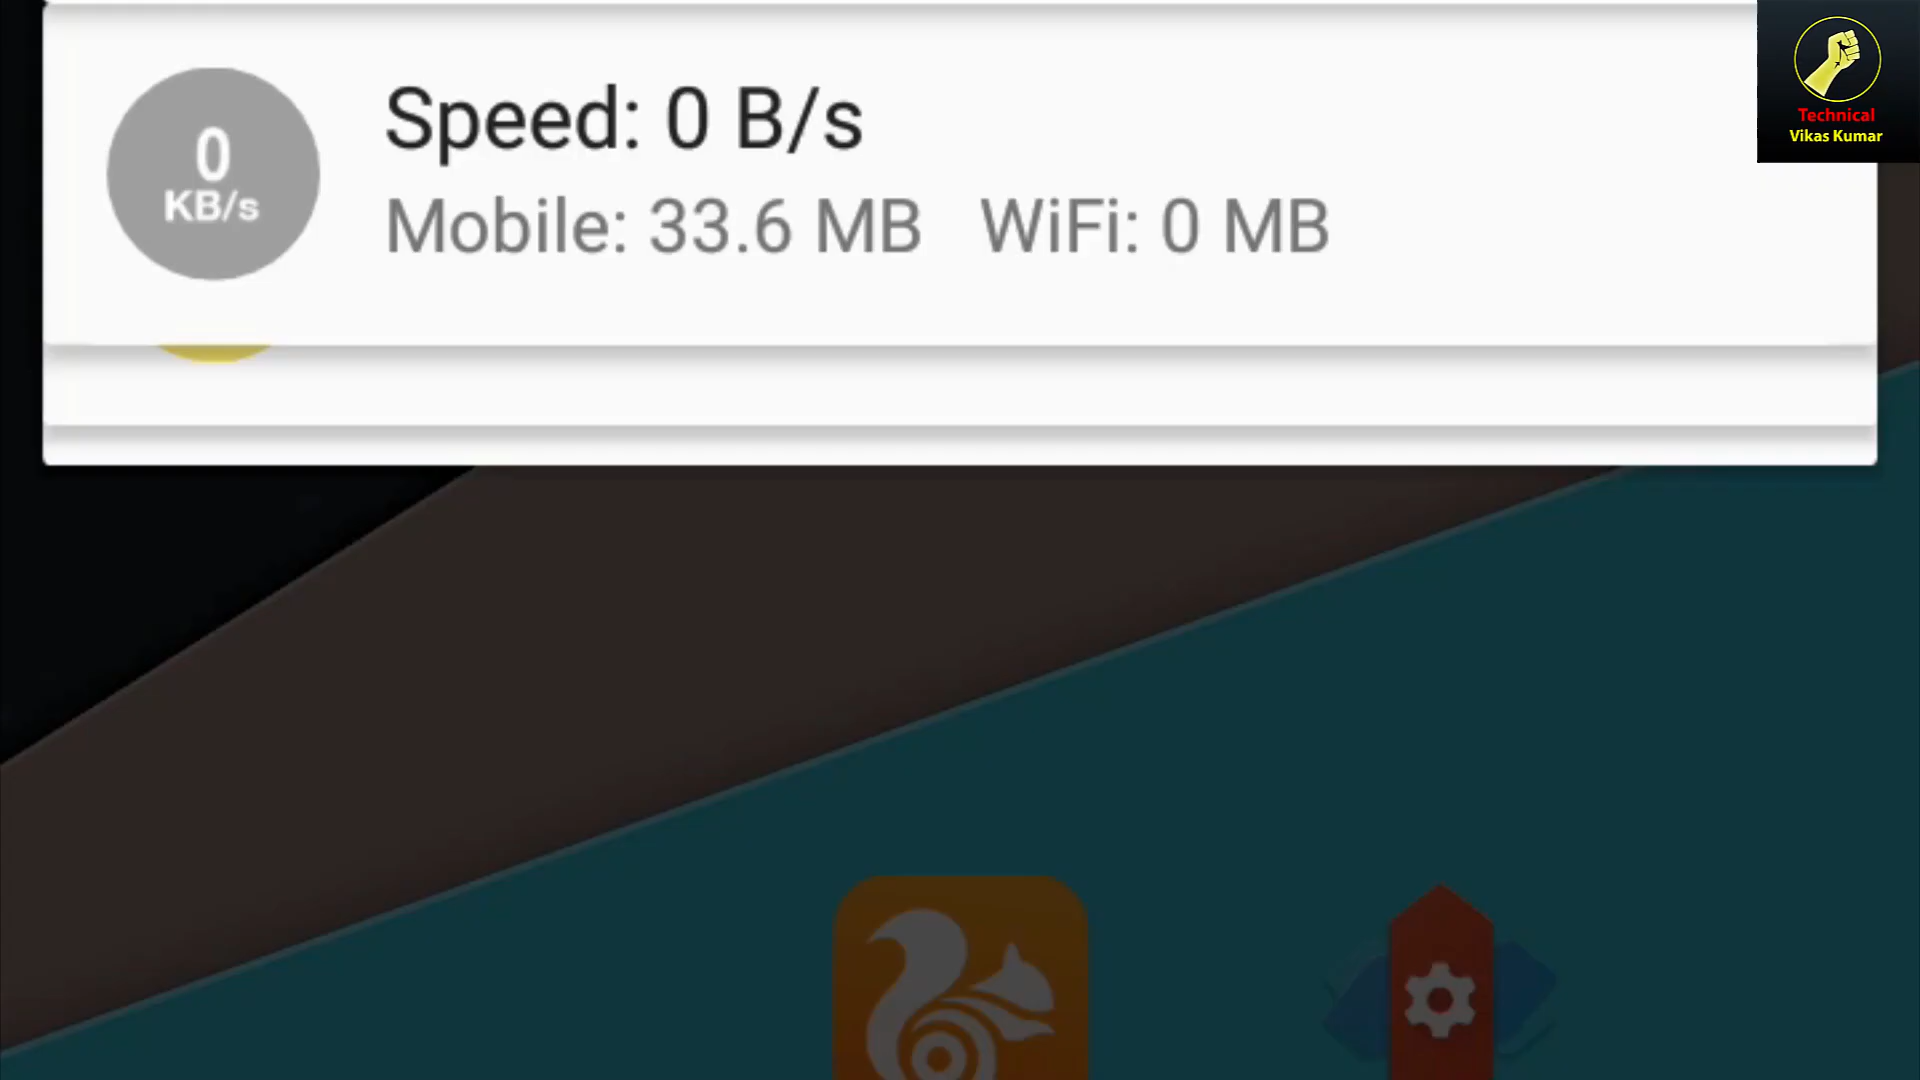 0
KB/s
Speed: 0 B/s
Mobile: 33.6 MB WiFi: 0 MB
Technical
Vikas Kumar